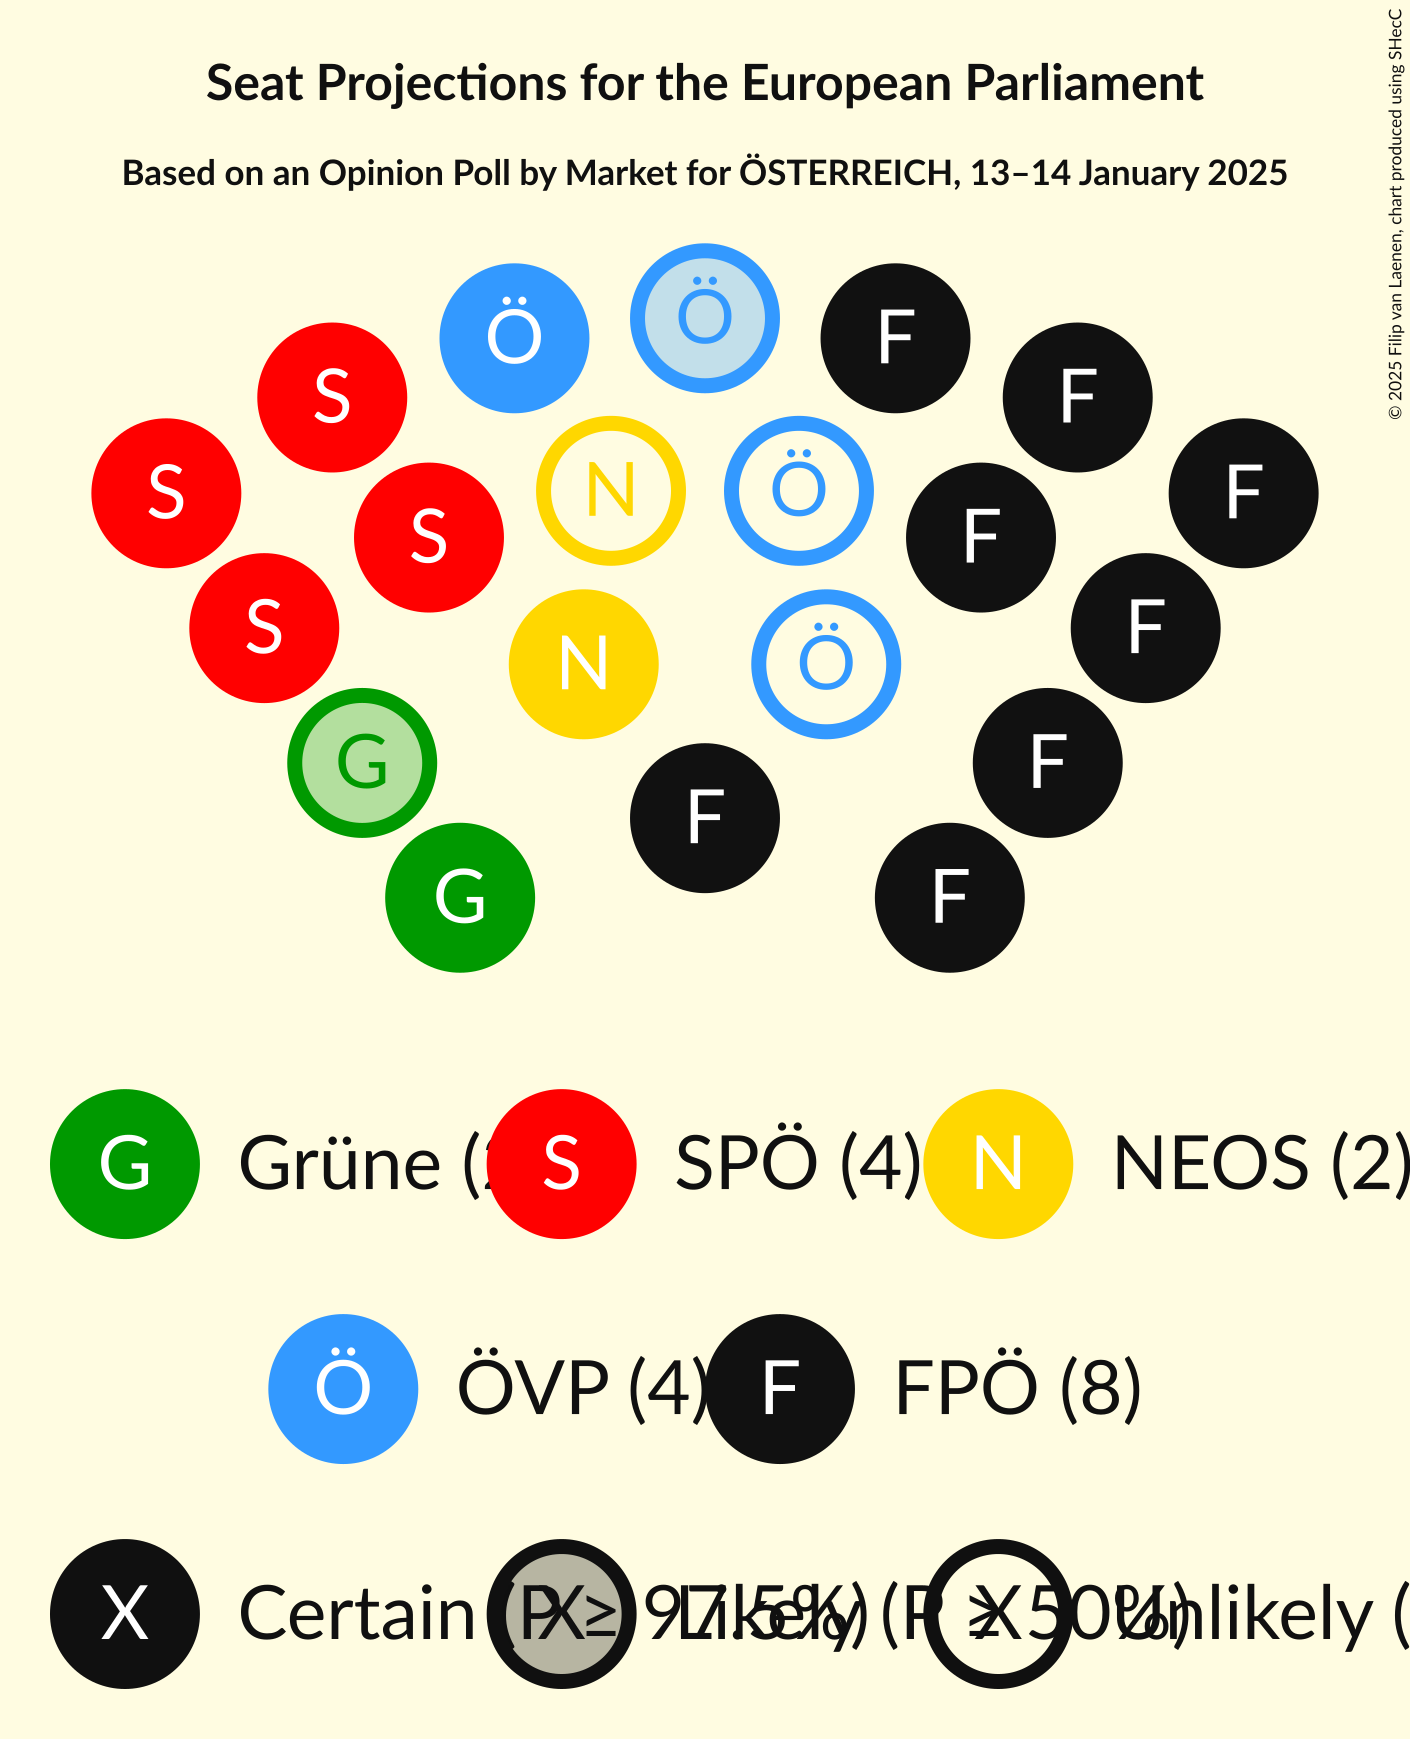 Seat Projections for the European Parliament
Based on an Opinion Poll by Market for ÖSTERREICH, 13–14 January 2025
© 2025 Filip van Laenen, chart produced using SHecC
Ö
Ö
F
S
F
S
F
S
N
Ö
F
S
F
N
Ö
G
F
F
G
F
G Grüne ( S SPÖ (4) N NEOS (2)
Ö ÖVP (4) F FPÖ (8)
X Certain (P ≥ 97.5%) X Likely (P ≥ 50%) X Unlikely (